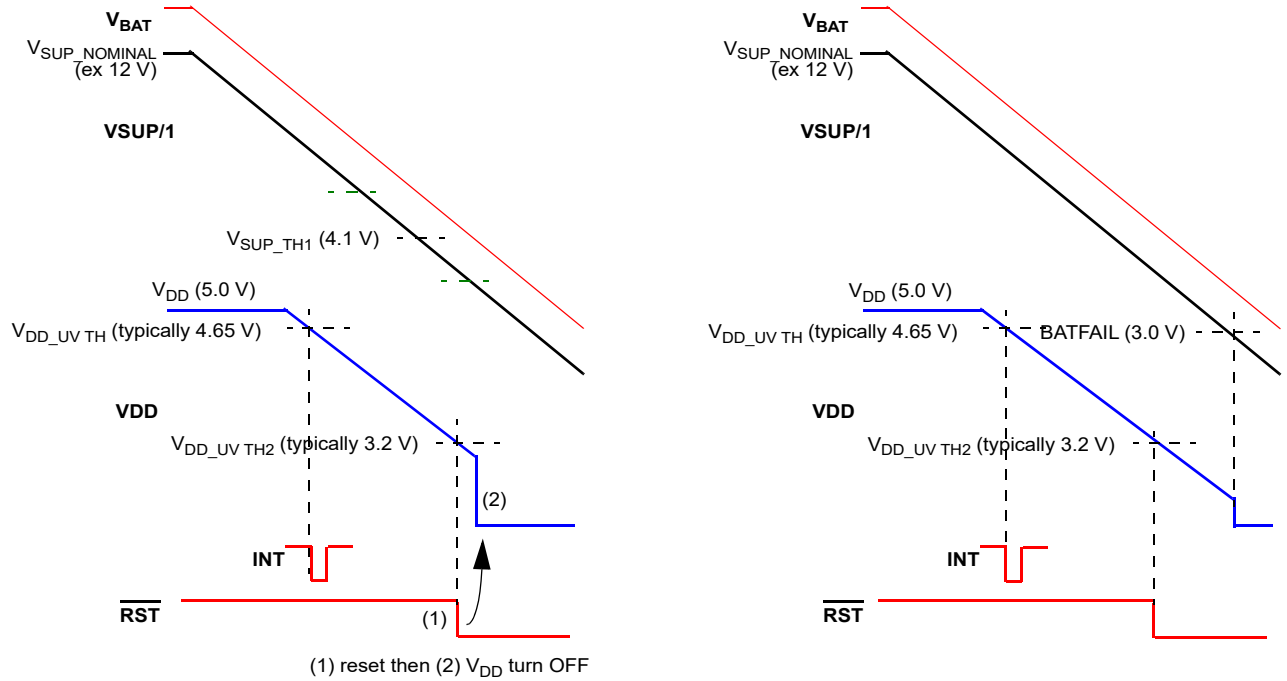 VBAT
VSUP_NOMINAL
(ex 12 V)
VSUP/1
VSUP_TH1 (4.1 V)
VDD (5.0 V)
VDD_UV TH (typically 4.65 V)
VDD
VDD_UV TH2 (typically 3.2 V)
(2)
INT
RST
(1)
(1) reset then (2) VDD turn OFF
VBAT
VSUP_NOMINAL
(ex 12 V)
VSUP/1
VDD (5.0 V)
VDD_UV TH (typically 4.65 V)
BATFAIL (3.0 V)
VDD
VDD_UV TH2 (typically 3.2 V)
INT
RST